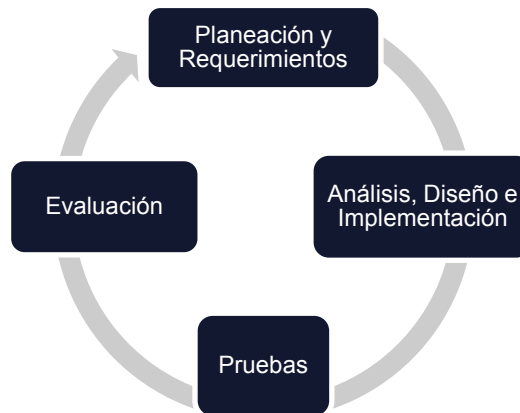 Planeación y
Requerimientos
Análisis, Diseño e
Implementación
Pruebas
Evaluación